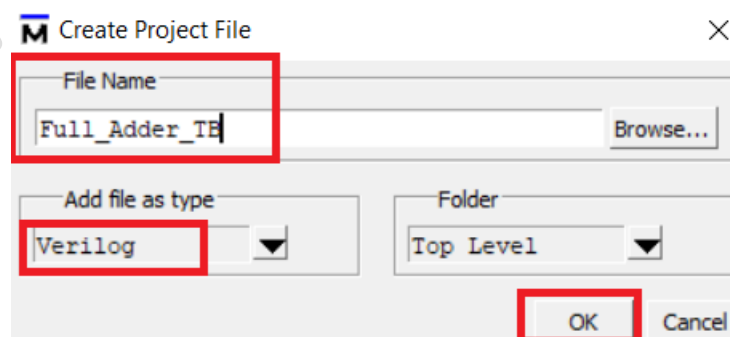 M Create Project File
File Name
Full_Adder_TB
Browse...
Add file as type
Folder
Verilog
Top Level
OK
Cancel